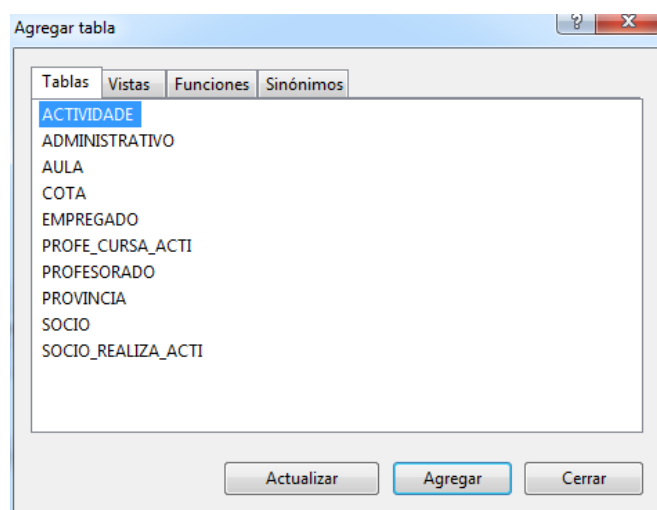 Agregar tabla
Tablas Vistas Funciones Sinónimos
ACTIVIDADE
ADMINISTRATIVO
AULA
COTA
EMPREGADO
PROFE_CURSA_ACTI
PROFESORADO
PROVINCIA
SOCIO
SOCIO_REALIZA_ACTI
Actualizar Agregar Cerrar